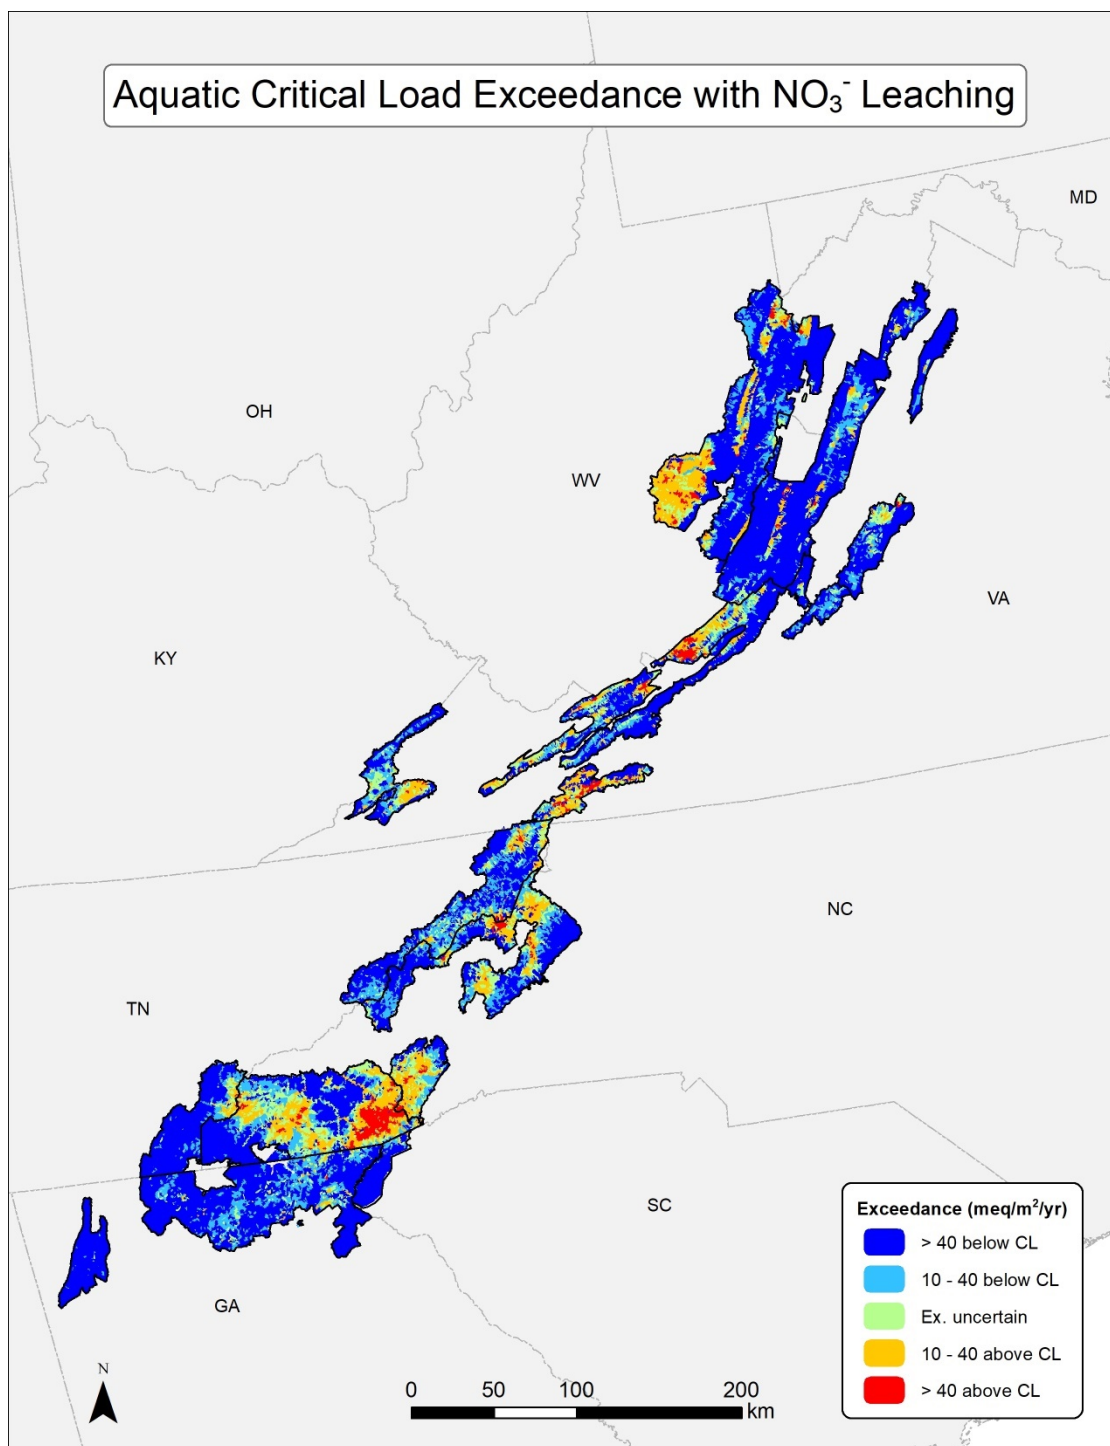 Aquatic Critical Load Exceedance with NO₃⁻ Leaching
MD
OH
WV
VA
KY
NC
TN
SC
GA
Exceedance (meq/m²/yr)
> 40 below CL
10 - 40 below CL
Ex. uncertain
10 - 40 above CL
> 40 above CL
N
0 50 100 200
km